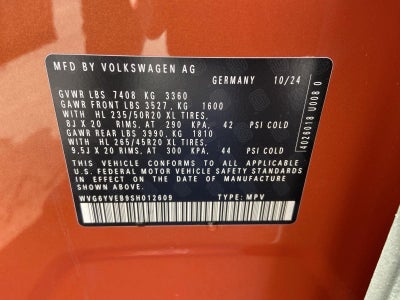 MFD BY VOLKSWAGEN AG
GERMANY 10/24
GVWR LBS 7408 KG 3360
GAWR FRONT LBS 3527, KG 1600
WITH HL 235/50R20 XL TIRES,
8J X 20 RIMS, AT 290 KPA, 42 PSI COLD
GAWR REAR LBS 3990, KG 1810
WITH HL 265/45R20 XL TIRES,
9.5J X 20 RIMS, AT 300 KPA, 44 PSI COLD
THIS VEHICLE CONFORMS TO ALL APPLICABLE
U.S. FEDERAL MOTOR VEHICLE SAFETY STANDARDS
IN EFFECT ON THE DATE OF MANUFACTURE
SHOWN ABOVE
WVG6YVEB9SH012609 TYPE: MPV
4026018 U008 0